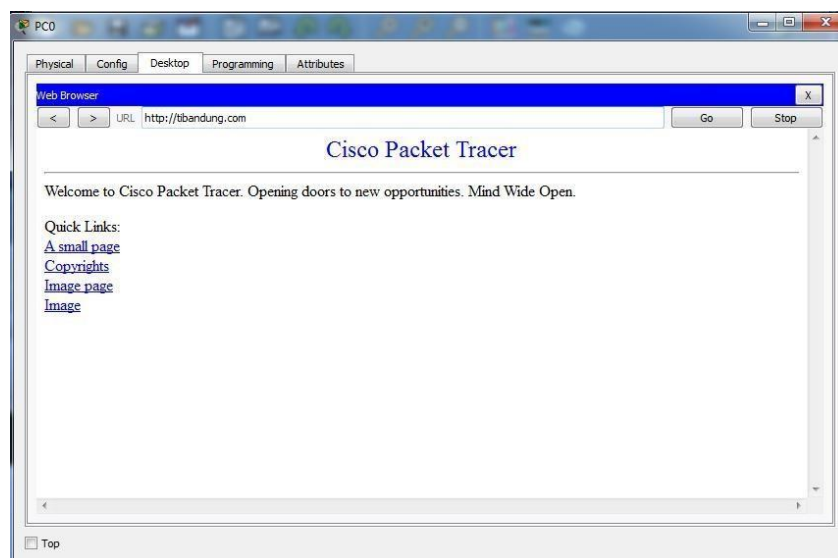 PC0
Physical Config Desktop Programming Attributes
Web Browser X
< > URL http://tibandung.com Go Stop
Cisco Packet Tracer
Welcome to Cisco Packet Tracer. Opening doors to new opportunities. Mind Wide Open.
Quick Links:
A small page
Copyrights
Image page
Image
Top